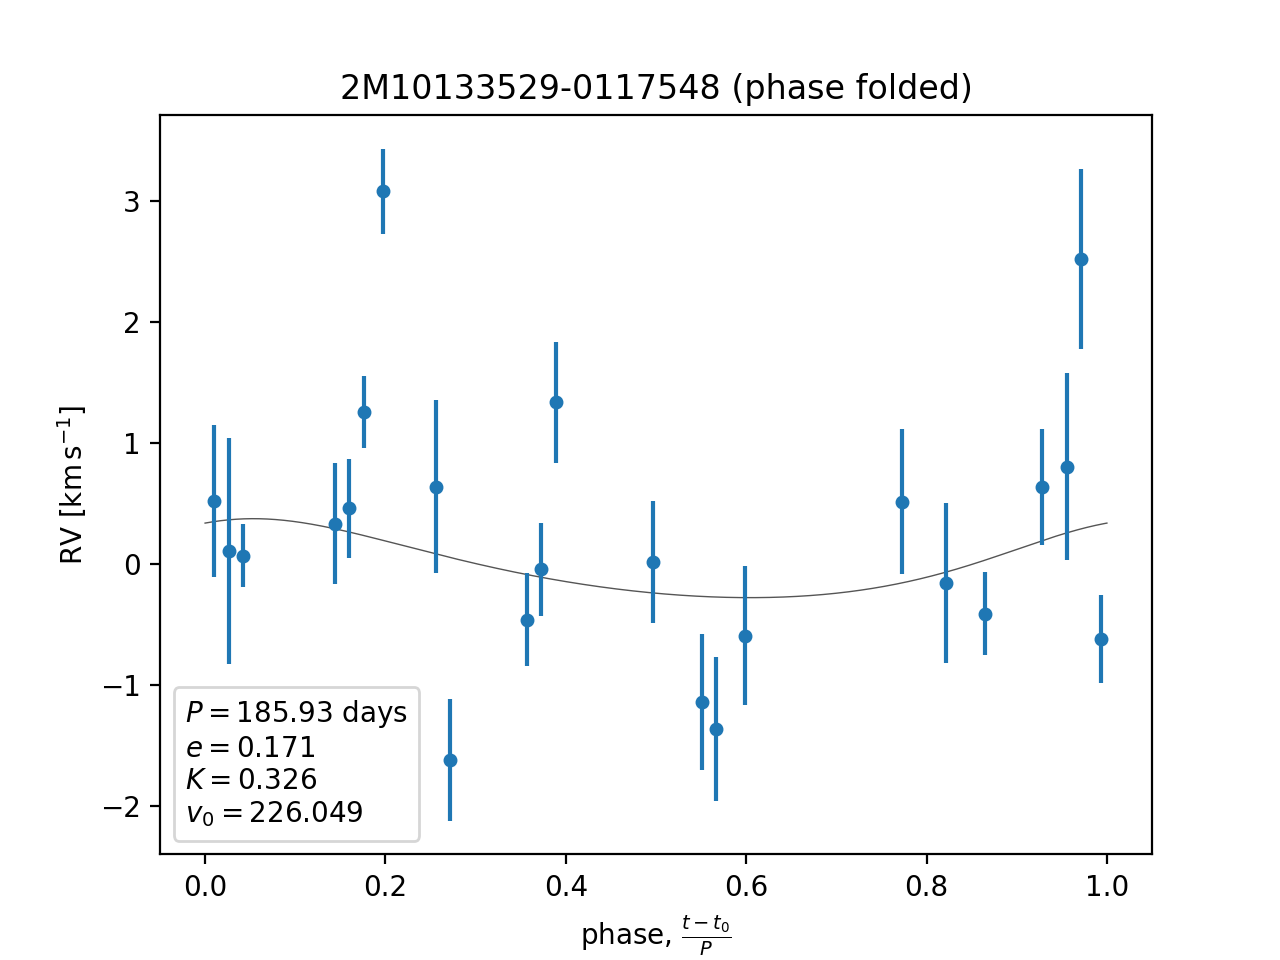 2M10133529-0117548 (phase folded)
RV [km s⁻¹]
3
2
1
0
−1
−2
P = 185.93 days
e = 0.171
K = 0.326
v₀ = 226.049
0.0 0.2 0.4 0.6 0.8 1.0
phase, (t − t₀)/P